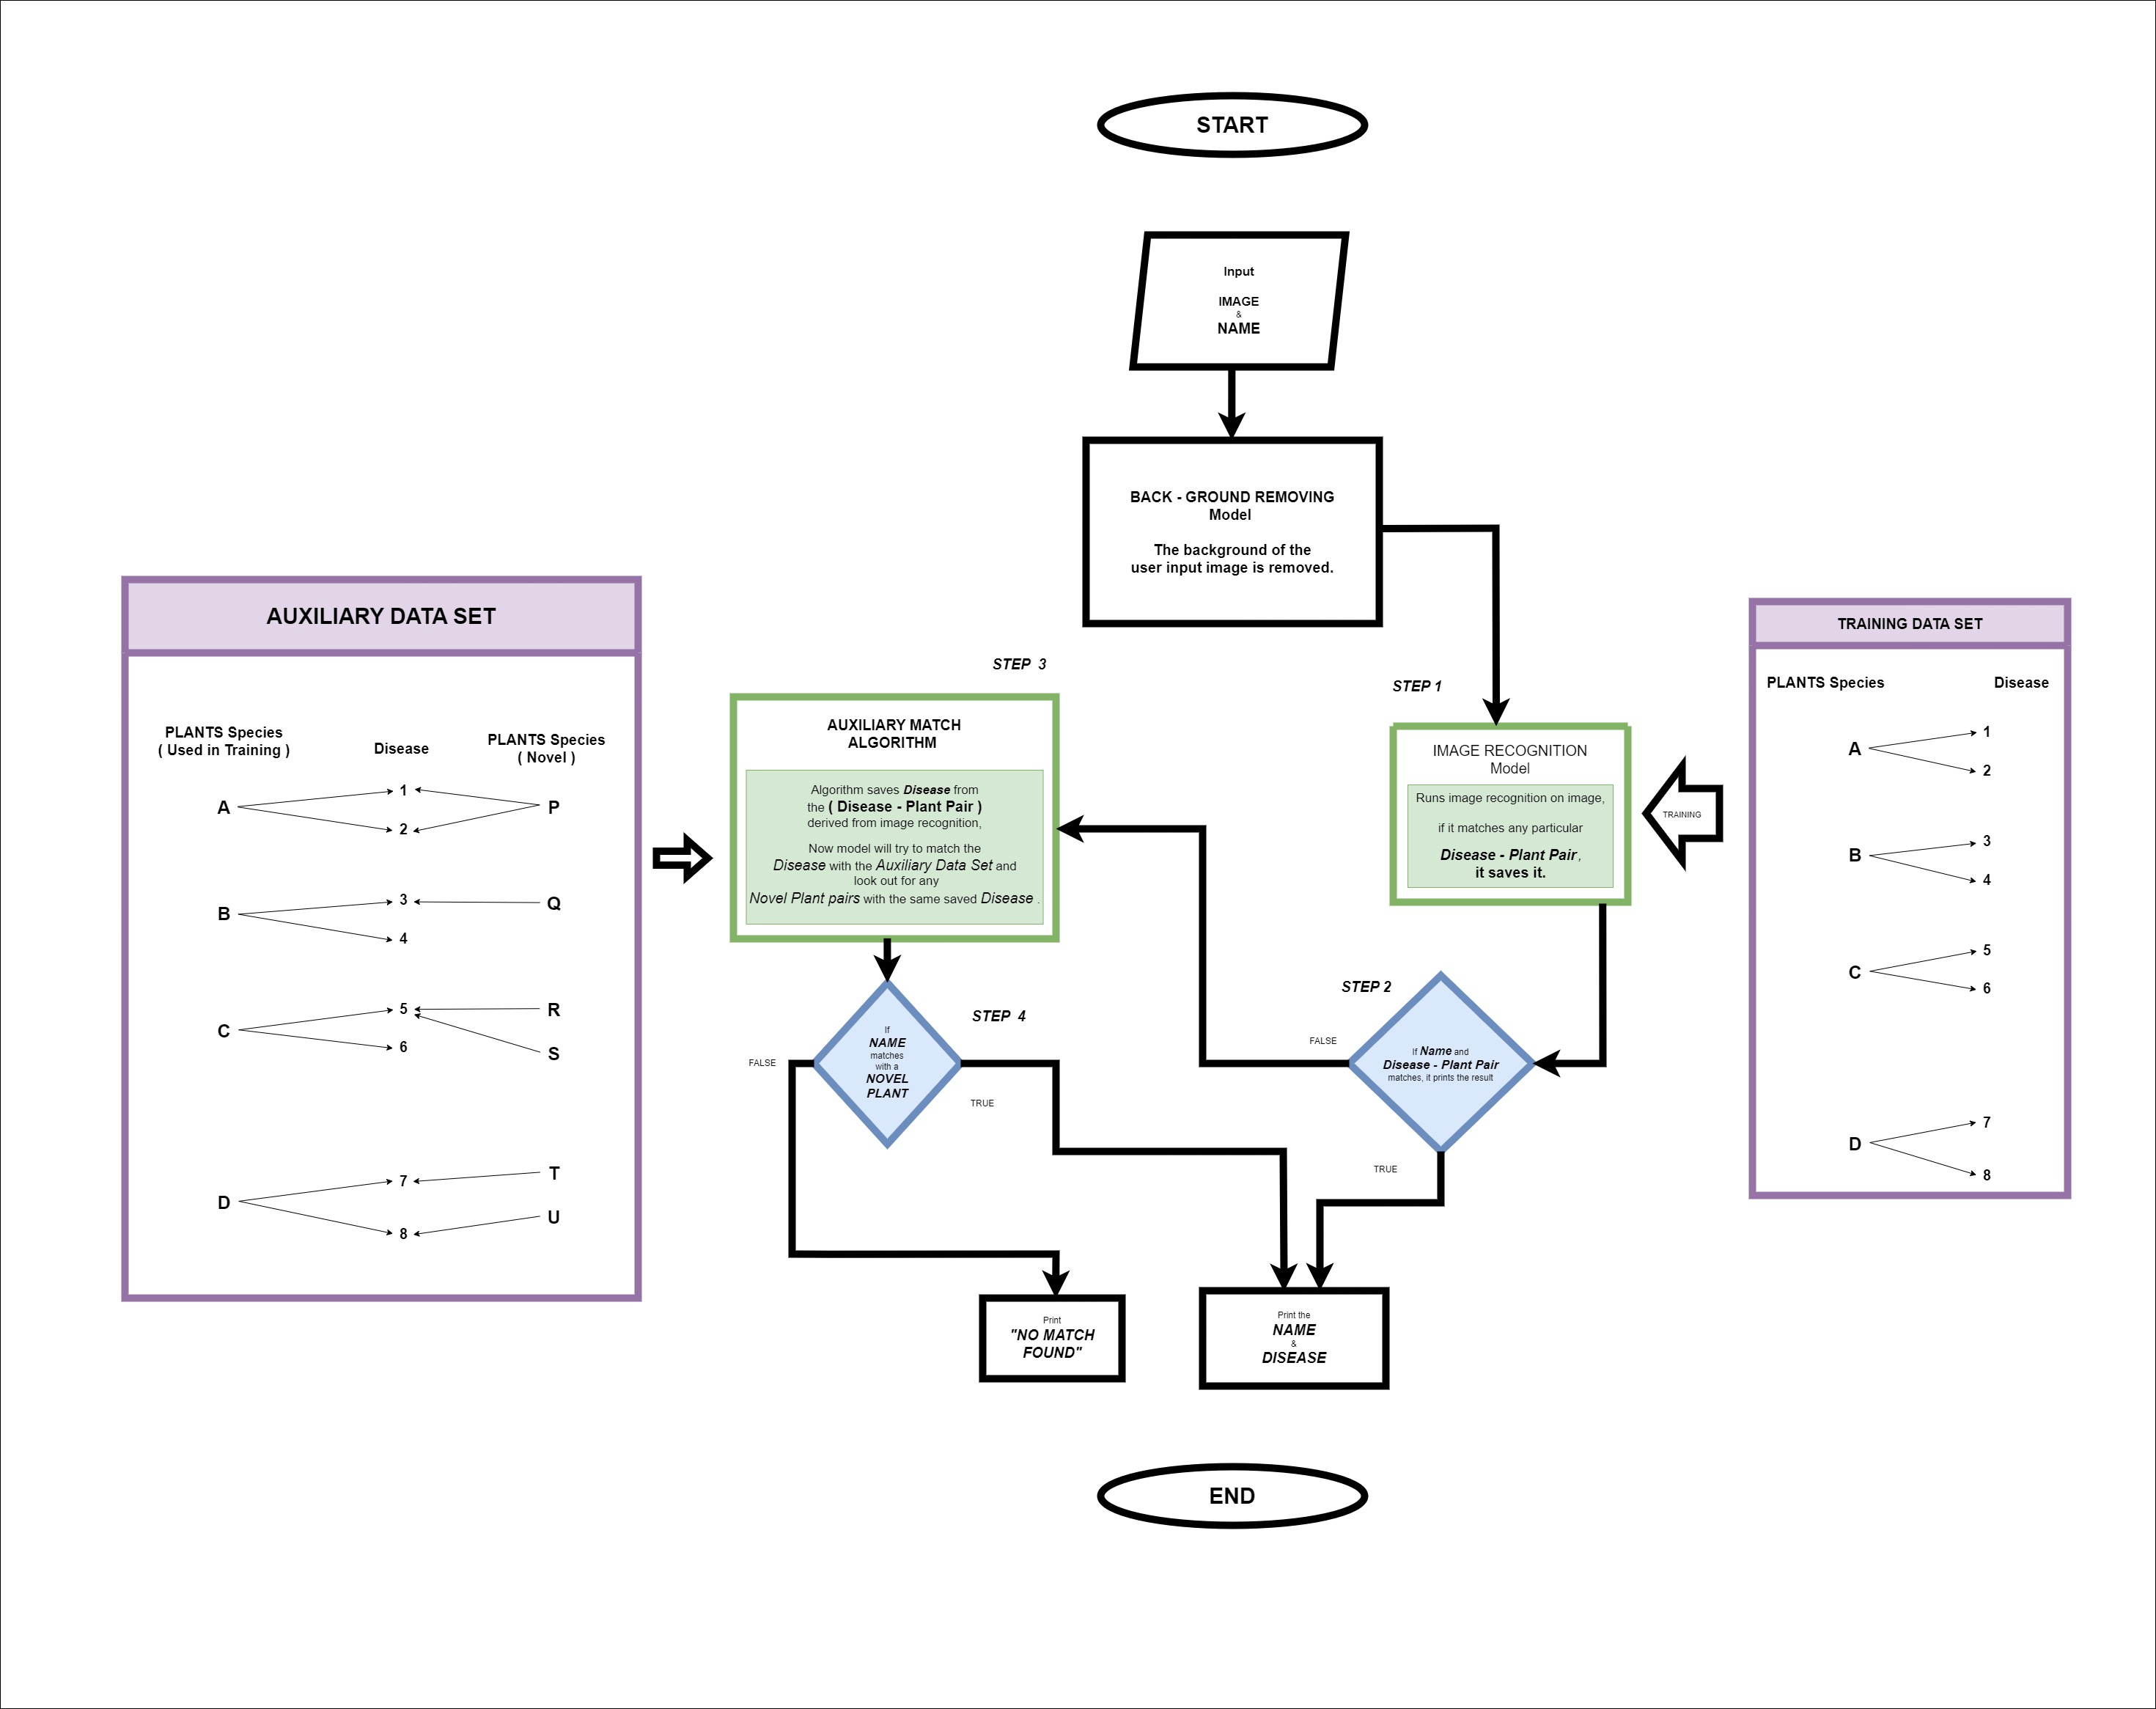 START
Input
IMAGE
&
NAME
BACK - GROUND REMOVING
Model
The background of the
user input image is removed.
AUXILIARY DATA SET
PLANTS Species
( Used in Training )
Disease
PLANTS Species
( Novel )
A
1
2
P
B
3
4
Q
C
5
6
R
S
D
7
8
T
U
STEP 3
AUXILIARY MATCH
ALGORITHM
Algorithm saves Disease from
the ( Disease - Plant Pair )
derived from image recognition,
Now model will try to match the
Disease with the Auxiliary Data Set and
look out for any
Novel Plant pairs with the same saved Disease .
STEP 1
IMAGE RECOGNITION
Model
Runs image recognition on image,
if it matches any particular
Disease - Plant Pair ,
it saves it.
TRAINING
TRAINING DATA SET
PLANTS Species
Disease
A
1
2
B
3
4
C
5
6
D
7
8
STEP 2
If Name and
Disease - Plant Pair
matches, it prints the result
FALSE
TRUE
STEP 4
If
NAME
matches
with a
NOVEL
PLANT
FALSE
TRUE
Print
"NO MATCH
FOUND"
Print the
NAME
&
DISEASE
END